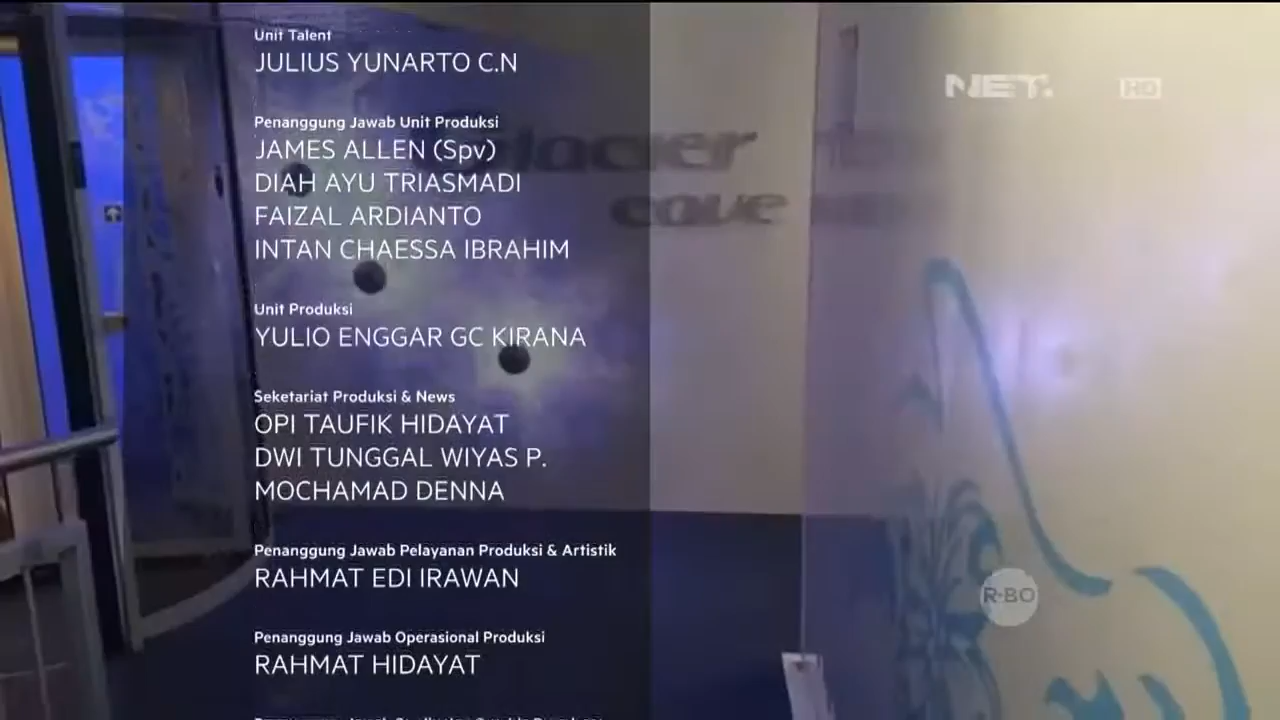 Unit Talent
JULIUS YUNARTO C.N
NET.
HD
Penanggung Jawab Unit Produksi
JAMES ALLEN (Spv)
DIAH AYU TRIASMADI
FAIZAL ARDIANTO
INTAN CHAESSA IBRAHIM
Glacier
cave
Unit Produksi
YULIO ENGGAR GC KIRANA
Seketariat Produksi & News
OPI TAUFIK HIDAYAT
DWI TUNGGAL WIYAS P.
MOCHAMAD DENNA
Penanggung Jawab Pelayanan Produksi & Artistik
RAHMAT EDI IRAWAN
R-BO
Penanggung Jawab Operasional Produksi
RAHMAT HIDAYAT